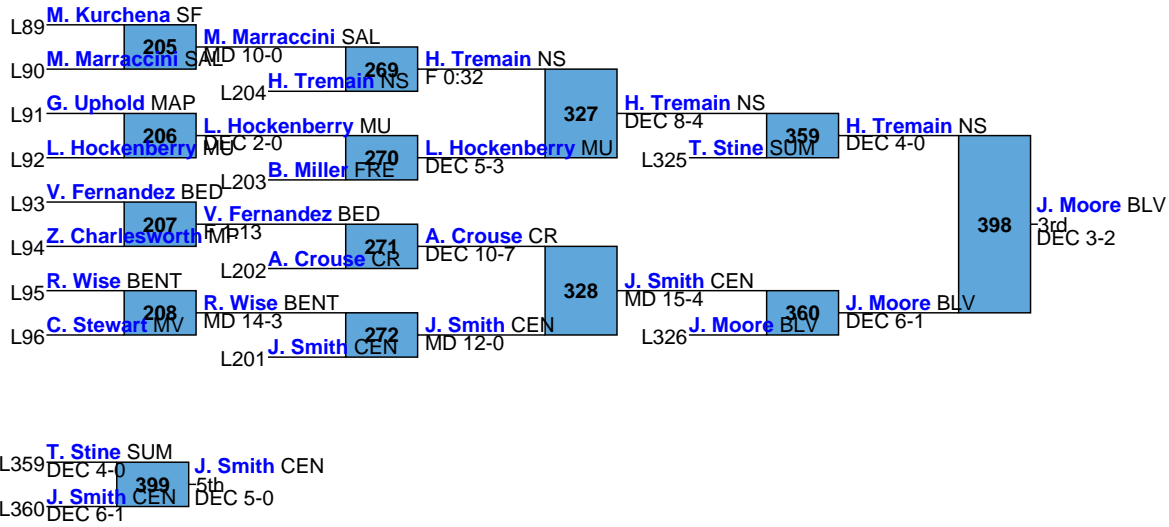 L89 M. Kurchena SF
205
L90 M. Marraccini SAL
M. Marraccini SAL
MD 10-0
269
L204 H. Tremain NS
H. Tremain NS
F 0:32
L91 G. Uphold MAP
206
L92 L. Hockenberry MU
L. Hockenberry MU
DEC 2-0
270
L203 B. Miller FRE
L. Hockenberry MU
DEC 5-3
327
H. Tremain NS
DEC 8-4
359
L325 T. Stine SUM
H. Tremain NS
DEC 4-0
L93 V. Fernandez BED
207
L94 Z. Charlesworth MP
V. Fernandez BED
F 1:13
271
L202 A. Crouse CR
A. Crouse CR
DEC 10-7
L95 R. Wise BENT
208
L96 C. Stewart MV
R. Wise BENT
MD 14-3
272
L201 J. Smith CEN
J. Smith CEN
MD 12-0
328
J. Smith CEN
MD 15-4
360
L326 J. Moore BLV
J. Moore BLV
DEC 6-1
398
J. Moore BLV
3rd
DEC 3-2
L359 T. Stine SUM
DEC 4-0
399
L360 J. Smith CEN
DEC 6-1
J. Smith CEN
5th
DEC 5-0